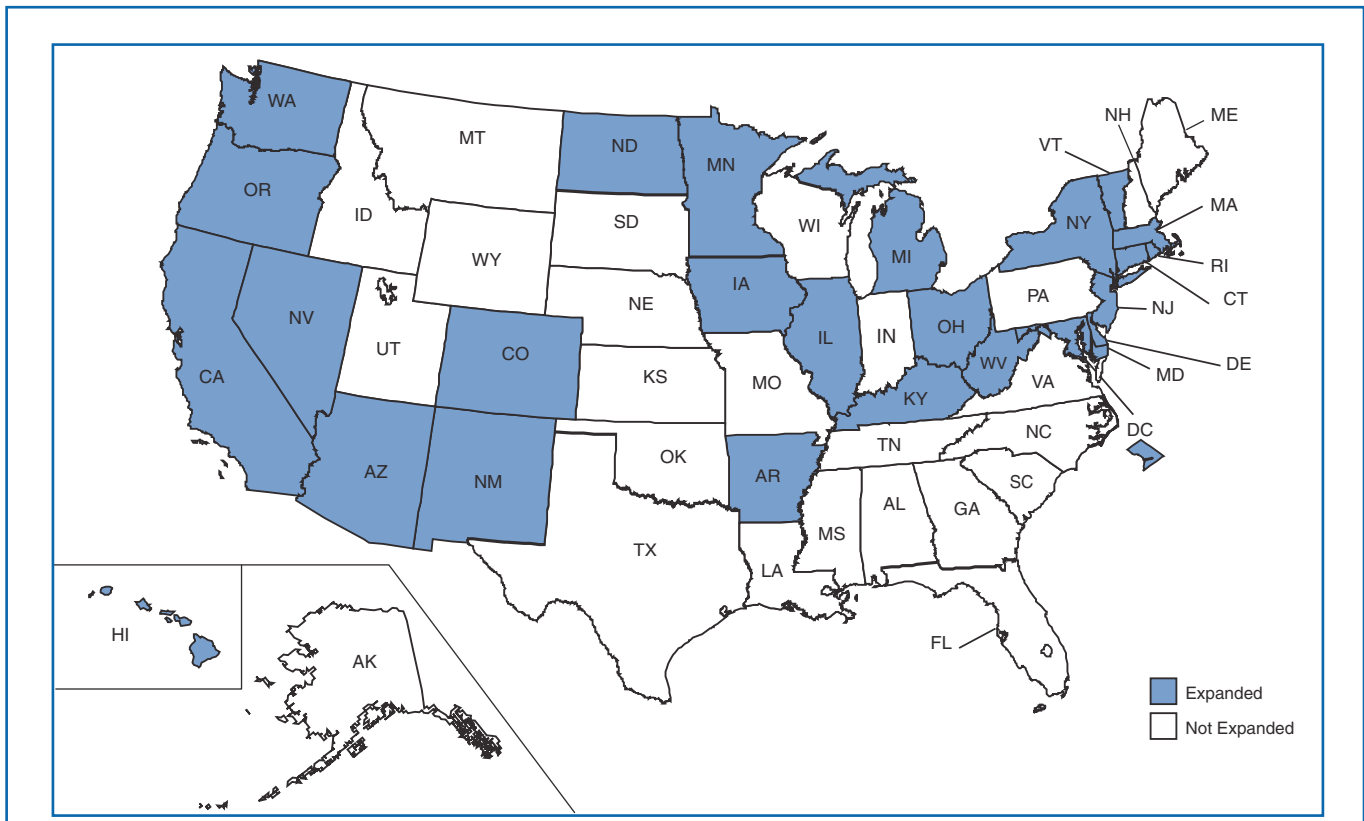 WA
MT
ND
MN
OR
ID
SD
WI
MI
WY
NE
IA
NV
UT
CO
CA
KS
MO
IL
IN
OH
PA
NY
VT
NH
ME
MA
RI
CT
NJ
DE
MD
DC
WV
VA
KY
AZ
NM
OK
AR
TN
NC
SC
TX
LA
MS
AL
GA
FL
HI
AK
Expanded
Not Expanded